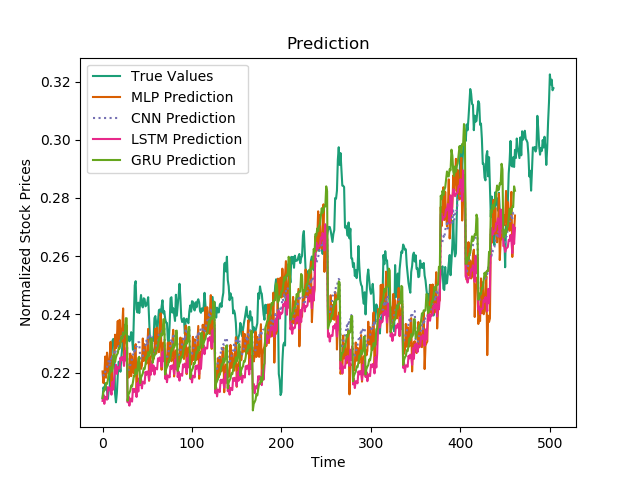 Prediction
True Values
MLP Prediction
CNN Prediction
LSTM Prediction
GRU Prediction
Normalized Stock Prices
0.32
0.30
0.28
0.26
0.24
0.22
0 100 200 300 400 500
Time